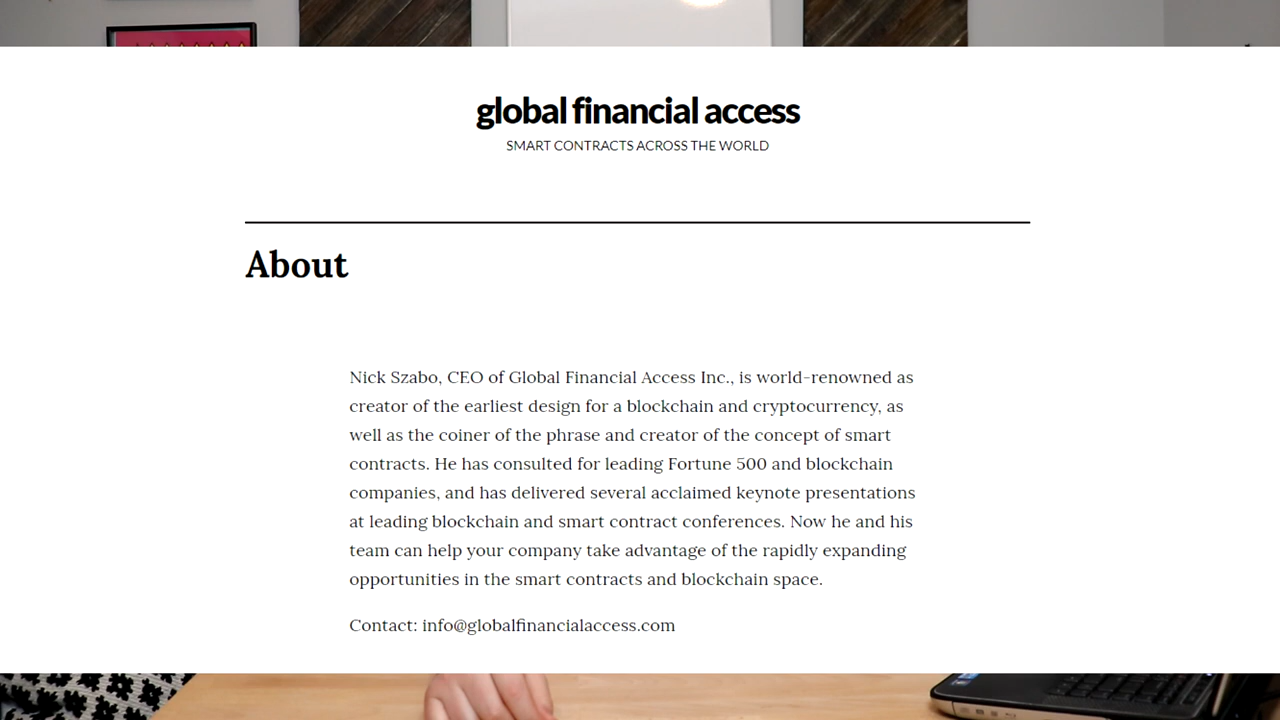 global financial access
SMART CONTRACTS ACROSS THE WORLD
About
Nick Szabo, CEO of Global Financial Access Inc., is world-renowned as
creator of the earliest design for a blockchain and cryptocurrency, as
well as the coiner of the phrase and creator of the concept of smart
contracts. He has consulted for leading Fortune 500 and blockchain
companies, and has delivered several acclaimed keynote presentations
at leading blockchain and smart contract conferences. Now he and his
team can help your company take advantage of the rapidly expanding
opportunities in the smart contracts and blockchain space.
Contact: info@globalfinancialaccess.com